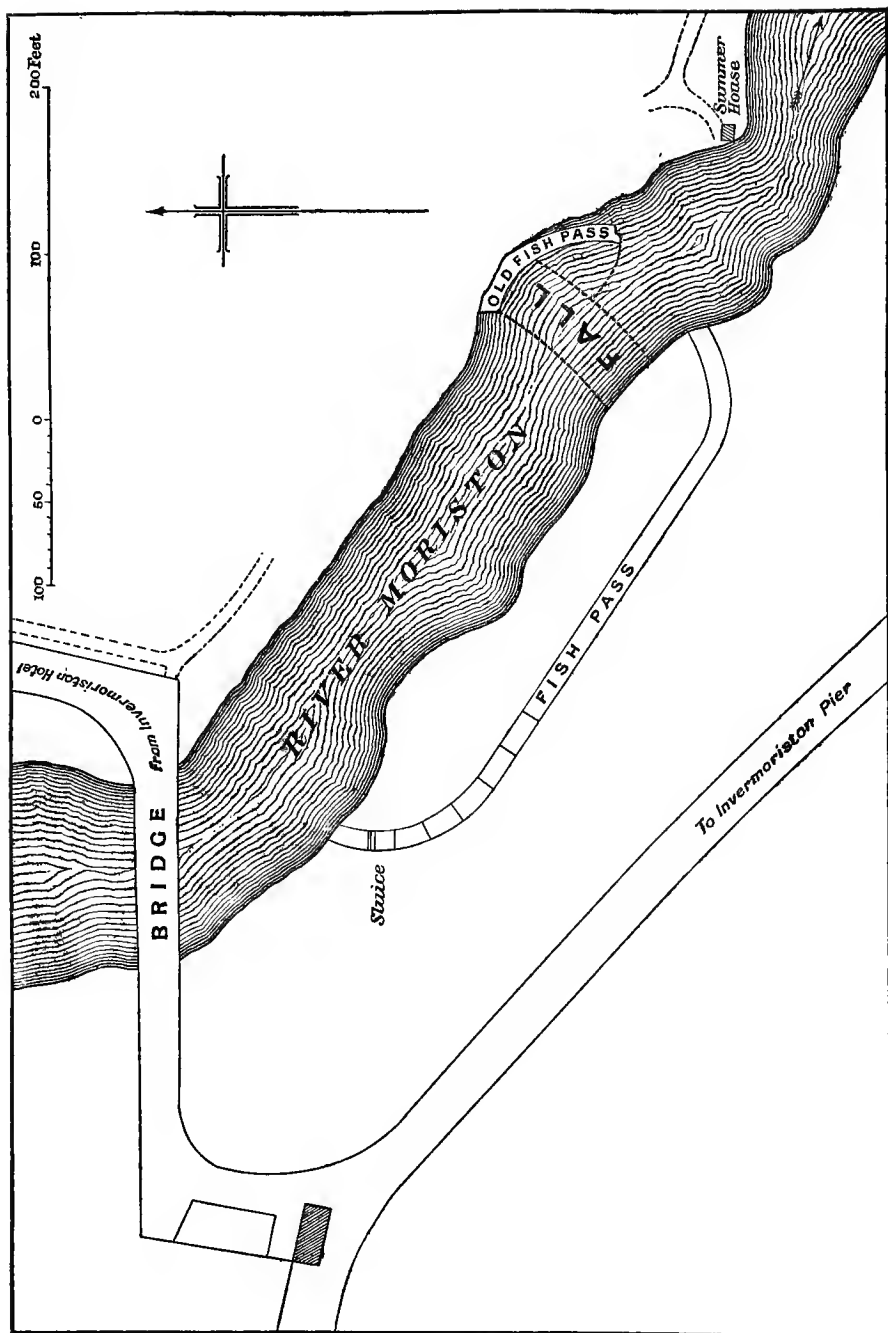 100 50 0 100 200 Feet
from Invermoriston Hotel
BRIDGE
RIVER MORISTON
Sluice
FISH PASS
OLD FISH PASS
FALL
Summer
House
To Invermoriston Pier